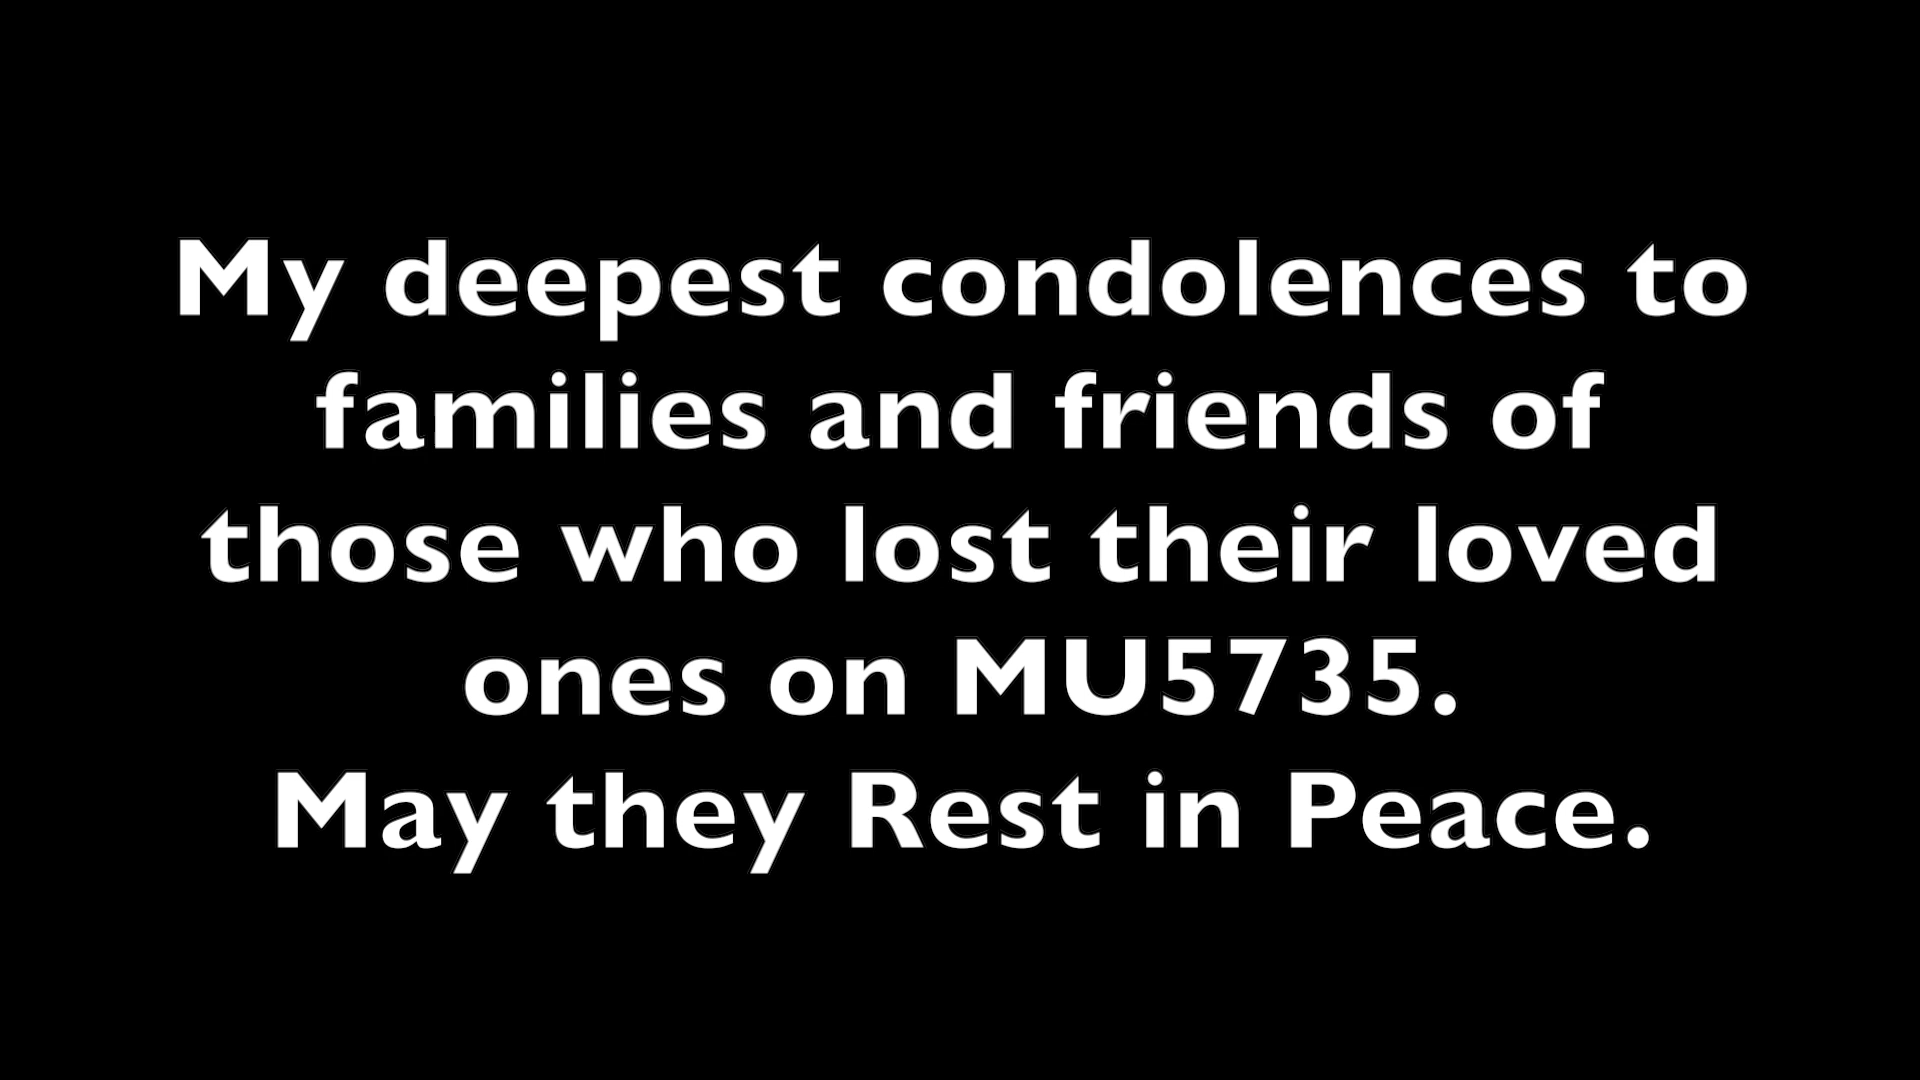 My deepest condolences to
families and friends of
those who lost their loved
ones on MU5735.
May they Rest in Peace.